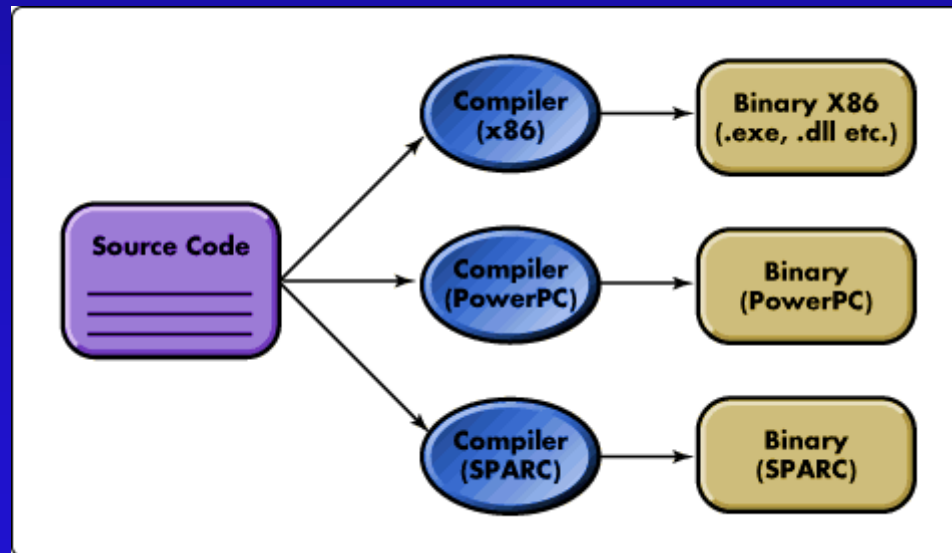 Source Code
Compiler
(x86)
Binary X86
(.exe, .dll etc.)
Compiler
(PowerPC)
Binary
(PowerPC)
Compiler
(SPARC)
Binary
(SPARC)